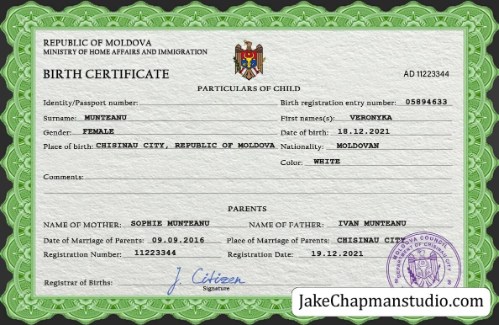 REPUBLIC OF MOLDOVA
MINISTRY OF HOME AFFAIRS AND IMMIGRATION
BIRTH CERTIFICATE
AD 11223344
PARTICULARS OF CHILD
Identity/Passport number: Birth registration entry number: 05894633
Surname: MUNTEANU First names(s): VERONYKA
Gender: FEMALE Date of birth: 18.12.2021
Place of birth: CHISINAU CITY, REPUBLIC OF MOLDOVA Nationality: MOLDOVAN
Color: WHITE
Comments:
PARENTS
NAME OF MOTHER: SOPHIE MUNTEANU NAME OF FATHER: IVAN MUNTEANU
Date of Marriage of Parents: 09.09.2016 Place of Marriage of Parents: CHISINAU CITY
Registration Number: 11223344 Registration Date: 19.12.2021
Registrar of Births: J. Citizen
Signature
MOLDOVA COUNCIL
JakeChapmanstudio.com